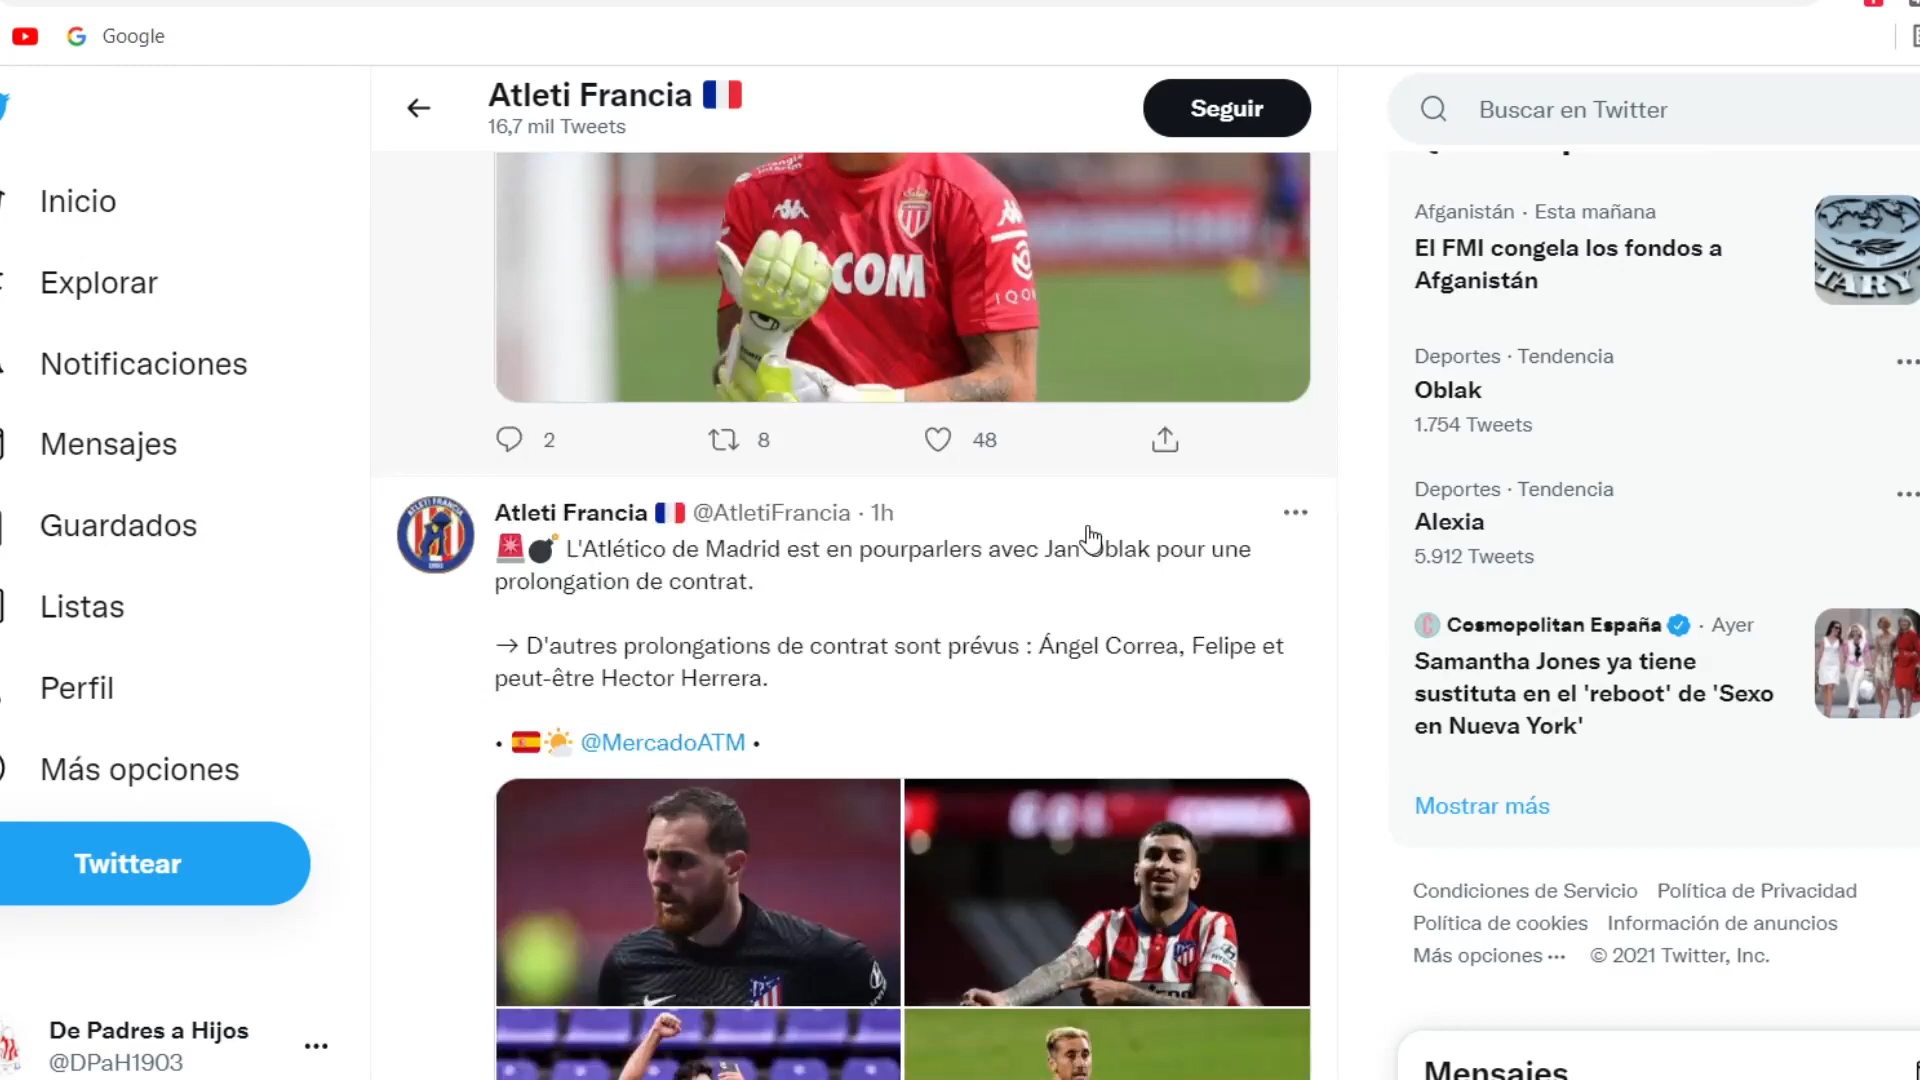 Google
Atleti Francia
16,7 mil Tweets
Seguir
Buscar en Twitter
Inicio
Explorar
Notificaciones
Mensajes
Guardados
Listas
Perfil
Más opciones
Twittear
De Padres a Hijos
@DPaH1903
COM
2
8
48
Atleti Francia @AtletiFrancia · 1h
L'Atlético de Madrid est en pourparlers avec Jan Oblak pour une
prolongation de contrat.
→ D'autres prolongations de contrat sont prévus : Ángel Correa, Felipe et
peut-être Hector Herrera.
• @MercadoATM •
Afganistán · Esta mañana
El FMI congela los fondos a
Afganistán
TARY
Deportes · Tendencia
Oblak
1.754 Tweets
Deportes · Tendencia
Alexia
5.912 Tweets
Cosmopolitan España · Ayer
Samantha Jones ya tiene
sustituta en el 'reboot' de 'Sexo
en Nueva York'
Mostrar más
Condiciones de Servicio Política de Privacidad
Política de cookies Información de anuncios
Más opciones ··· © 2021 Twitter, Inc.
Mensajes